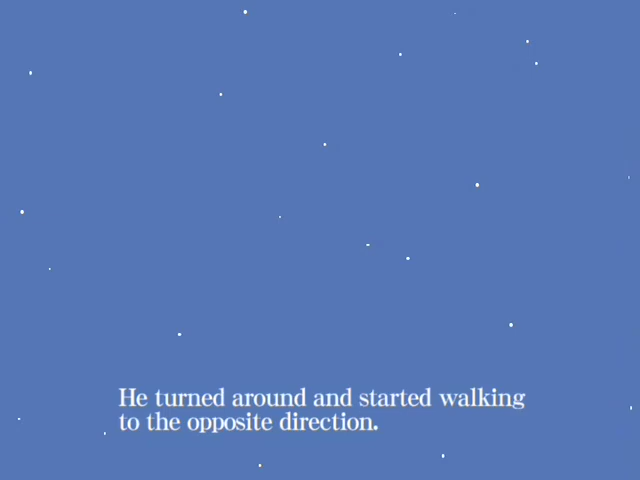 He turned around and started walking
to the opposite direction.